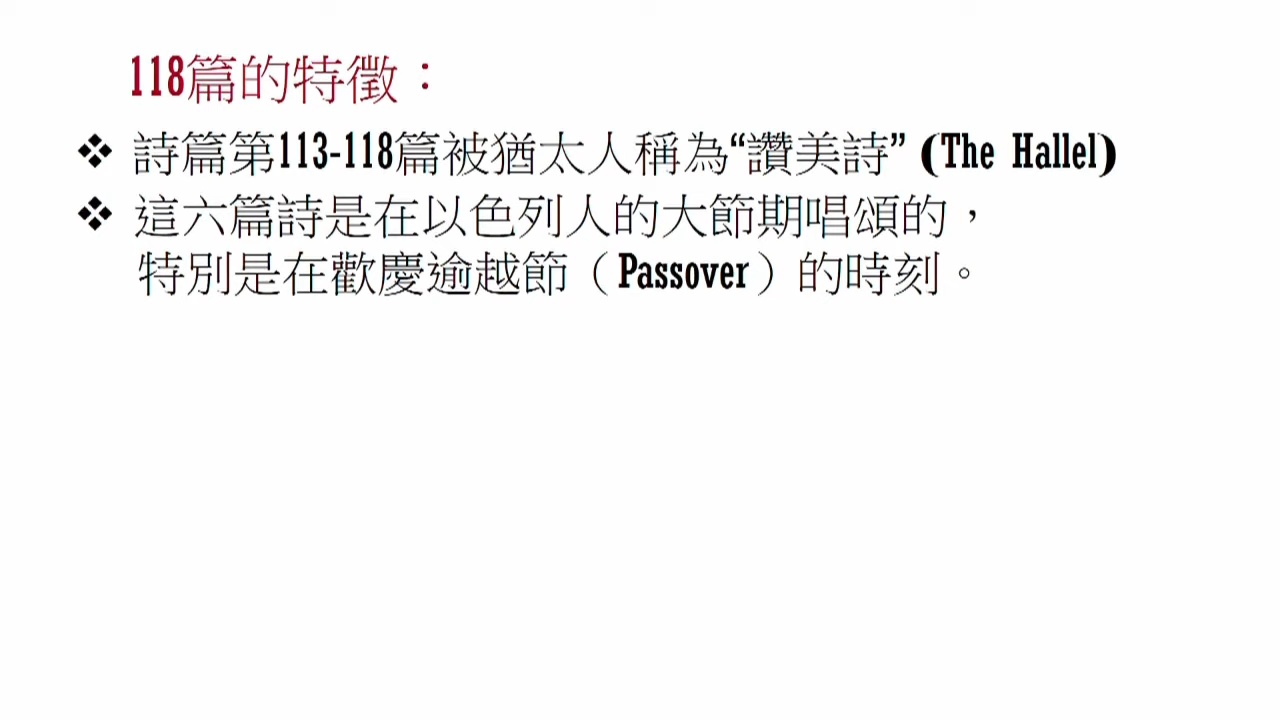 118篇的特徵：
❖ 詩篇第113-118篇被猶太人稱為“讚美詩” (The Hallel)
❖ 這六篇詩是在以色列人的大節期唱頌的，
特別是在歡慶逾越節（Passover）的時刻。